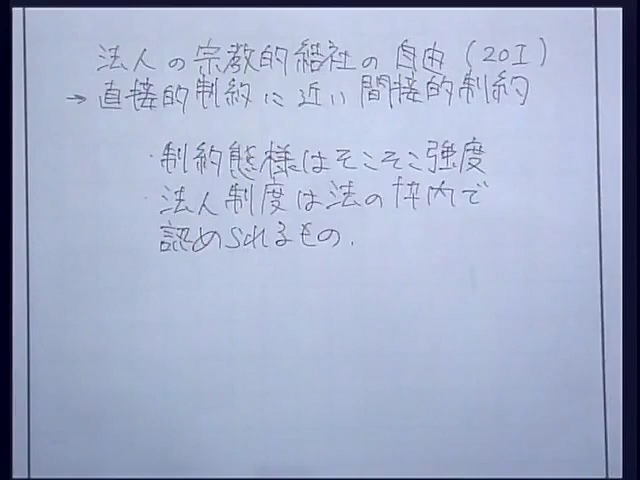 法人の宗教的結社の自由(20I)
→直接的制約に近い間接的制約
・制約態様はそこそこ強度
・法人制度は法の枠内で
認められるもの.